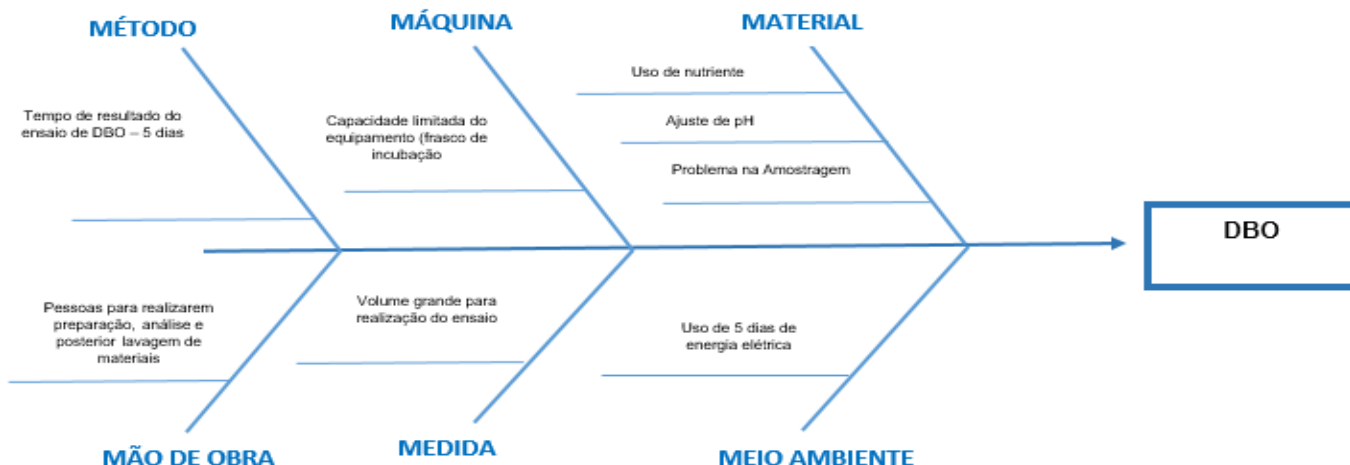 MÉTODO
MÁQUINA
MATERIAL
Tempo de resultado do
ensaio de DBO – 5 dias
Capacidade limitada do
equipamento (frasco de
incubação
Uso de nutriente
Ajuste de pH
Problema na Amostragem
DBO
Pessoas para realizarem
preparação, análise e
posterior lavagem de
materiais
Volume grande para
realização do ensaio
Uso de 5 dias de
energia elétrica
MÃO DE OBRA
MEDIDA
MEIO AMBIENTE